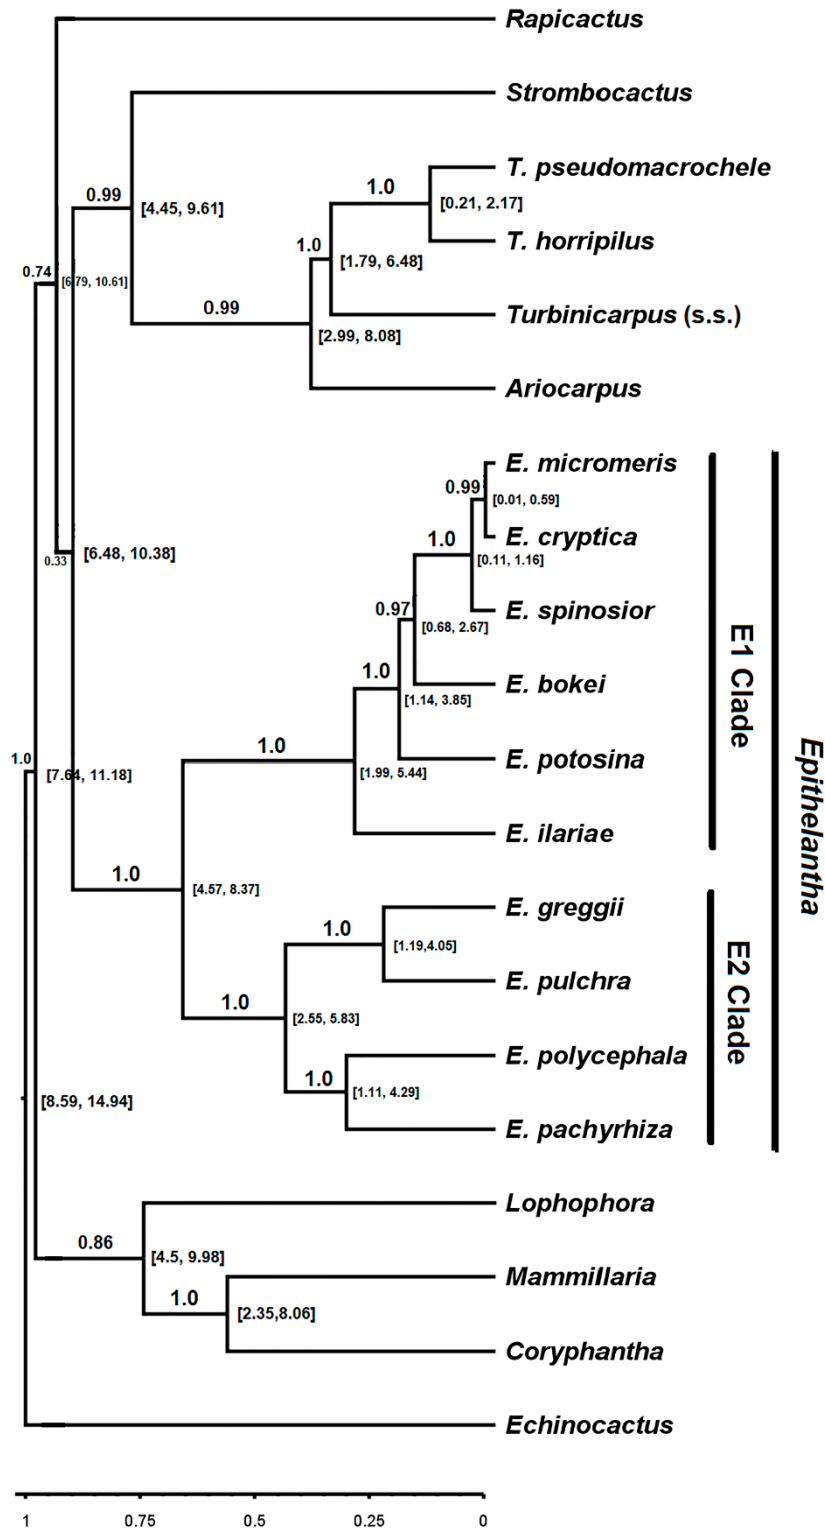 Rapicactus
Strombocactus
T. pseudomacrochele
1.0
0.99
[4.45, 9.61]
[0.21, 2.17]
T. horripilus
1.0
[1.79, 6.48]
0.74
[6.79, 10.61]
0.99
Turbinicarpus (s.s.)
[2.99, 8.08]
Ariocarpus
E. micromeris
0.99
[0.01, 0.59]
E. cryptica
1.0
[6.48, 10.38]
0.33
[0.11, 1.16]
0.97
E. spinosior
[0.68, 2.67]
1.0
E. bokei
[1.14, 3.85]
1.0
1.0
E. potosina
[7.64, 11.18]
[1.99, 5.44]
E. ilariae
E1 Clade
Epithelantha
1.0
[4.57, 8.37]
E. greggii
1.0
[1.19,4.05]
E. pulchra
1.0
[2.55, 5.83]
E. polycephala
E2 Clade
1.0
[1.11, 4.29]
[8.59, 14.94]
E. pachyrhiza
Lophophora
0.86
[4.5, 9.98]
Mammillaria
1.0
[2.35,8.06]
Coryphantha
Echinocactus
1 0.75 0.5 0.25 0